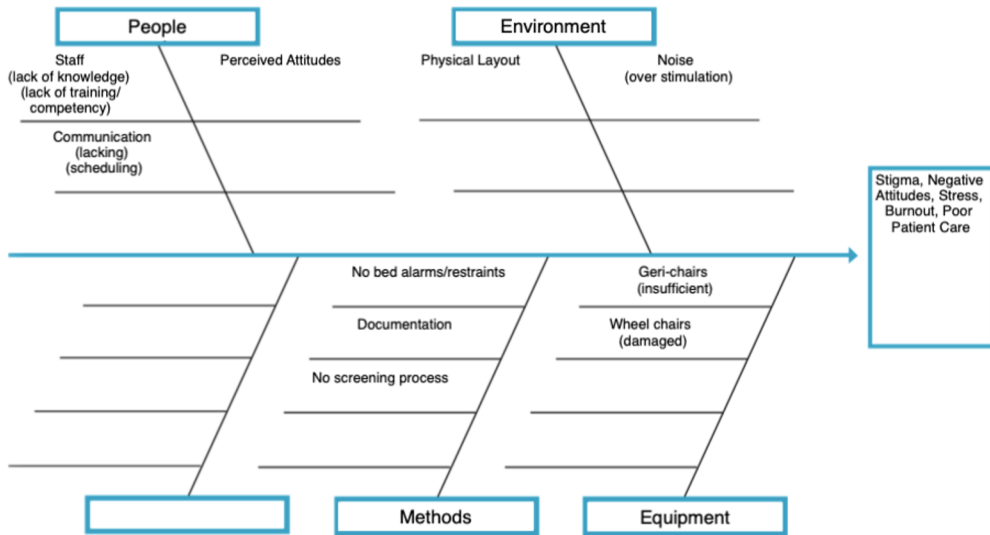 People
Environment
Staff
(lack of knowledge)
(lack of training/
competency)
Perceived Attitudes
Physical Layout
Noise
(over stimulation)
Communication
(lacking)
(scheduling)
Stigma, Negative
Attitudes, Stress,
Burnout, Poor
Patient Care
No bed alarms/restraints
Documentation
No screening process
Geri-chairs
(insufficient)
Wheel chairs
(damaged)
Methods
Equipment